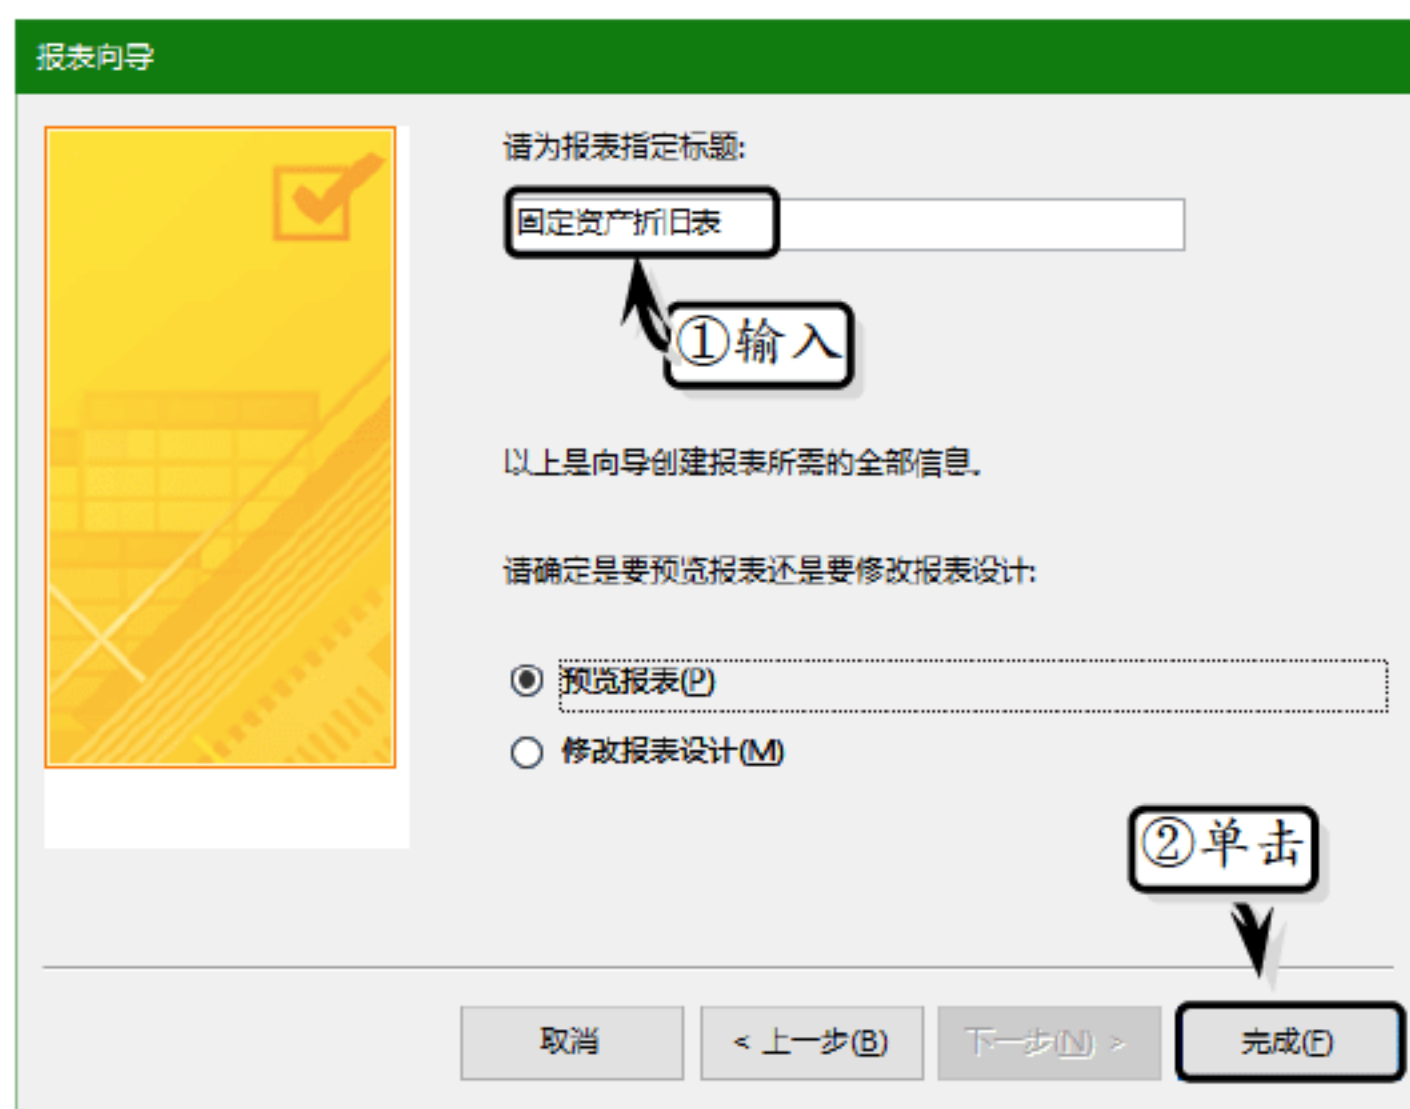 报表向导
请为报表指定标题:
固定资产折旧表
①输入
以上是向导创建报表所需的全部信息。
请确定是要预览报表还是要修改报表设计:
预览报表(P)
修改报表设计(M)
②单击
取消
< 上一步(B)
下一步(N) >
完成(F)